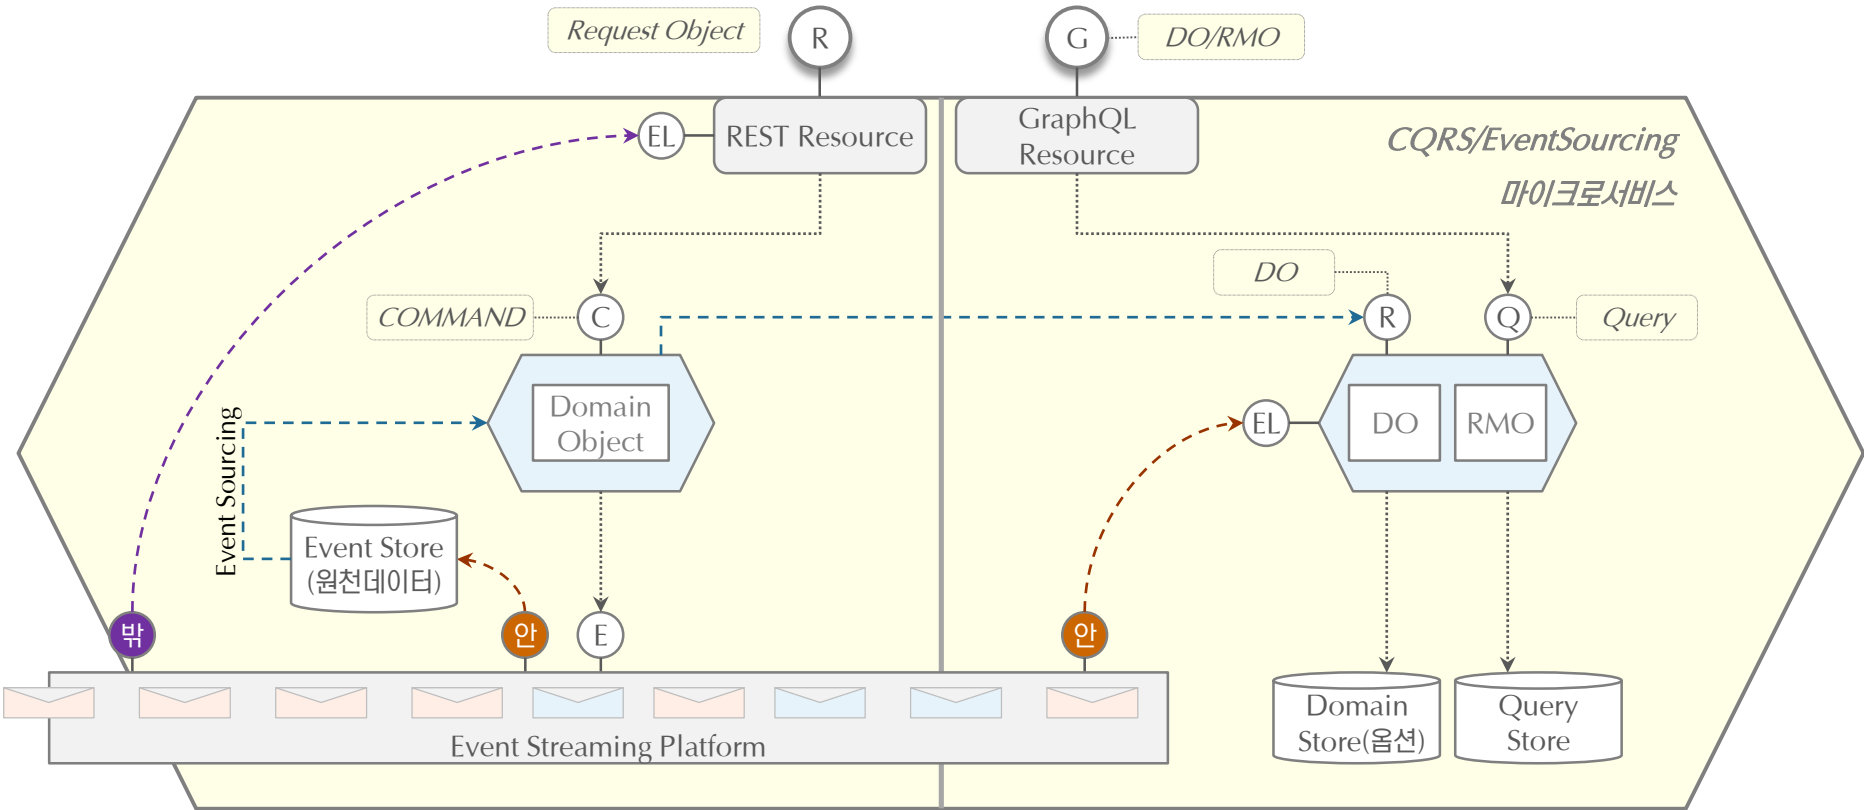 Request Object
R
G
DO/RMO
EL
REST Resource
GraphQL
Resource
CQRS/EventSourcing
마이크로서비스
DO
COMMAND
C
R
Q
Query
Domain
Object
EL
DO
RMO
Event Sourcing
Event Store
(원천데이터)
밖
안
E
안
Domain
Store(옵션)
Query
Store
Event Streaming Platform